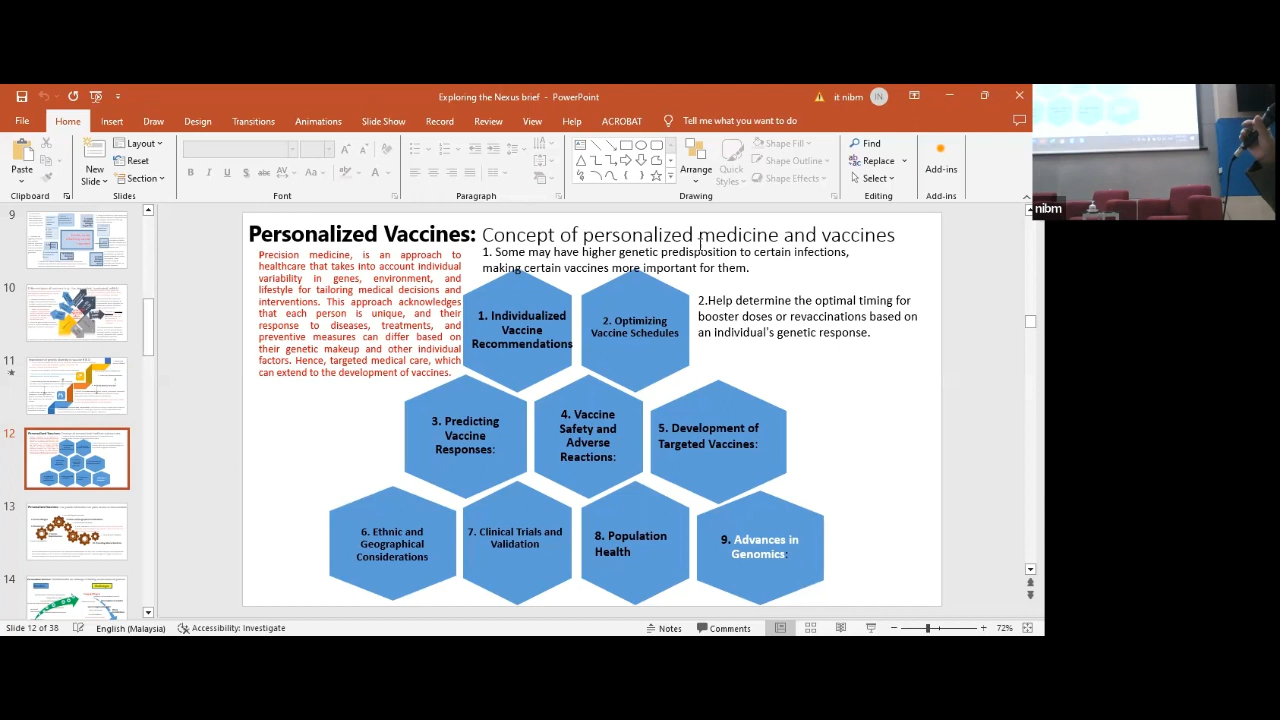 Exploring the Nexus brief - PowerPoint
it nibm
IN
File
Home
Insert
Draw
Design
Transitions
Animations
Slide Show
Record
Review
View
Help
ACROBAT
Tell me what you want to do
Paste
New
Slide
Layout
Reset
Section
Shape Fill
Shape Outline
Shape Effects
Arrange
Quick
Styles
Find
Replace
Select
Add-ins
Clipboard
Slides
Font
Paragraph
Drawing
Editing
Add-ins
nibm
9
10
11
12
13
14
Personalized Vaccines: Concept of personalized medicine and vaccines
Precision medicine, is an approach to
healthcare that takes into account individual
variability in genes, environment, and
lifestyle for tailoring medical decisions and
interventions. This approach acknowledges
that each person is unique, and their
response to diseases, treatments, and
preventive measures can differ based on
their genetic makeup and other individual
factors. Hence, targeted medical care, which
can extend to the development of vaccines.
1. Some may have higher genetic predisposition to certain infections,
making certain vaccines more important for them.
2.Help determine the optimal timing for
booster doses or revaccinations based on
an individual's genetic response.
1. Individualized
Vaccine
Recommendations
2. Optimizing
Vaccine Schedules
3. Predicting
Vaccine
Responses:
4. Vaccine
Safety and
Adverse
Reactions:
5. Development of
Targeted Vaccines:
6. Ethnic and
Geographical
Considerations
7. Clinical Trials and
Validation
8. Population
Health
9. Advances in
Genomics:
Slide 12 of 38
English (Malaysia)
Accessibility: Investigate
Notes
Comments
72%